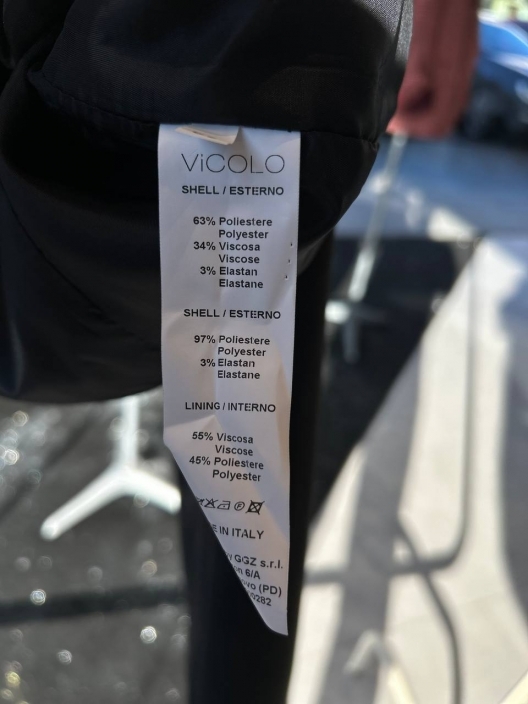 ViCOLO
SHELL / ESTERNO
63% Poliestere
Polyester
34% Viscosa
Viscose
3% Elastan
Elastane
SHELL / ESTERNO
97% Poliestere
Polyester
3% Elastan
Elastane
LINING / INTERNO
55% Viscosa
Viscose
45% Poliestere
Polyester
IN ITALY
GGZ s.r.l.
6/A
(PD)